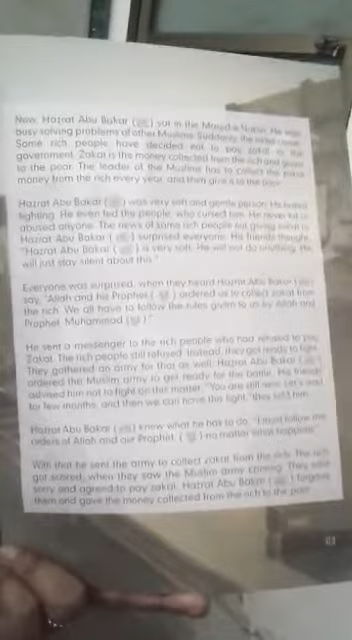 Now, Hazrat Abu Bakar (ﷺ) sat in the Masjid-e-Nabvi. He was
busy solving problems of other Muslims. Suddenly, the news came.
Some rich people have decided not to pay zakat to the
government. Zakat is the money collected from the rich and given
to the poor. The leader of the Muslims has to collect the zakat
money from the rich every year, and then give it to the poor.
Hazrat Abu Bakar ( ) was very soft and gentle person. He hated
fighting. He even fed the people, who cursed him. He never hit or
abused anyone. The news of some rich people not giving zakat to
Hazrat Abu Bakar ( ) surprised everyone. His friends thought,
"Hazrat Abu Bakar ( ) is very soft. He will not do anything. He
will just stay silent about this."
Everyone was surprised, when they heard Hazrat Abu Bakar ( )
say, "Allah and his Prophet ( ) ordered us to collect zakat from
the rich. We all have to follow the rules given to us by Allah and
Prophet Muhammad ( )."
He sent a messenger to the rich people who had refused to pay
Zakat. The rich people still refused. Instead, they got ready to fight.
They gathered an army for that as well. Hazrat Abu Bakar ( )
ordered the Muslim army to get ready for the battle. His friends
advised him not to fight on this matter. "You are still new. Let's wait
for few months, and then we can have this fight," they told him.
Hazrat Abu Bakar ( ) knew what he has to do. "I must follow the
orders of Allah and our Prophet ( ) no matter what happens."
With that he sent the army to collect zakat from the rich. The rich
got scared, when they saw the Muslim army coming. They said
sorry and agreed to pay zakat. Hazrat Abu Bakar ( ) forgave
them and gave the money collected from the rich to the poor.